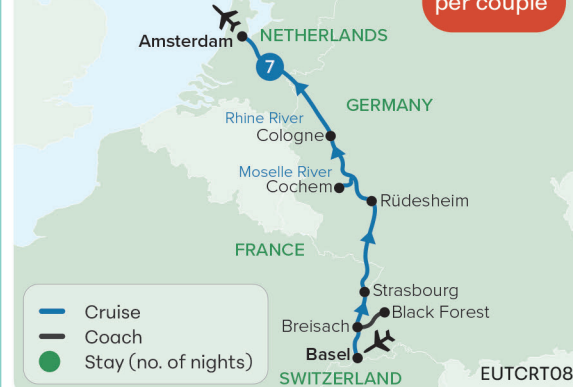 per couple
Amsterdam
NETHERLANDS
7
GERMANY
Rhine River
Cologne
Moselle River
Cochem
Rüdesheim
FRANCE
Strasbourg
Black Forest
Breisach
Basel
SWITZERLAND
Cruise
Coach
Stay (no. of nights)
EUTCRT08